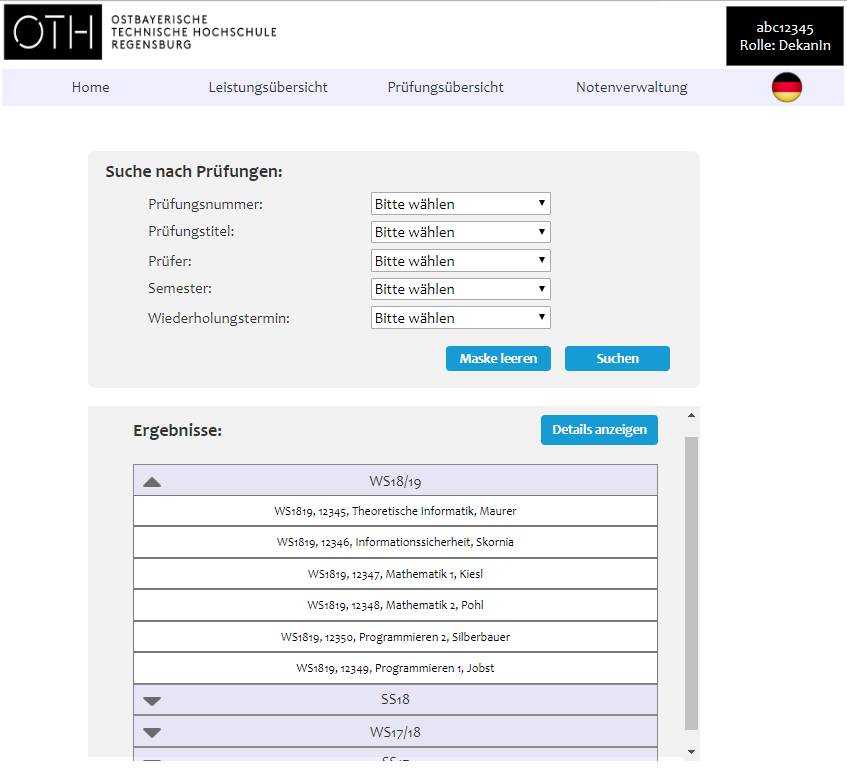 OTH
OSTBAYERISCHE
TECHNISCHE HOCHSCHULE
REGENSBURG
abc12345
Rolle: DekanIn
Home Leistungsübersicht Prüfungsübersicht Notenverwaltung
Suche nach Prüfungen:
Prüfungsnummer: Bitte wählen
Prüfungstitel: Bitte wählen
Prüfer: Bitte wählen
Semester: Bitte wählen
Wiederholungstermin: Bitte wählen
Maske leeren Suchen
Ergebnisse: Details anzeigen
WS18/19
WS1819, 12345, Theoretische Informatik, Maurer
WS1819, 12346, Informationssicherheit, Skornia
WS1819, 12347, Mathematik 1, Kiesl
WS1819, 12348, Mathematik 2, Pohl
WS1819, 12350, Programmieren 2, Silberbauer
WS1819, 12349, Programmieren 1, Jobst
SS18
WS17/18